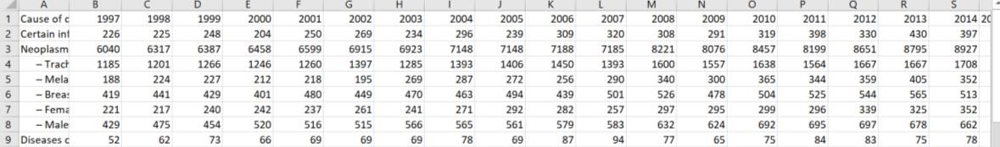 A B C D E F G H I J K L M N O P Q R S
1 Cause of d 1997 1998 1999 2000 2001 2002 2003 2004 2005 2006 2007 2008 2009 2010 2011 2012 2013 2014 20
2 Certain inf 226 225 248 204 250 269 234 296 239 309 320 308 291 319 398 330 430 397
3 Neoplasm 6040 6317 6387 6458 6599 6915 6923 7148 7148 7188 7185 8221 8076 8457 8199 8651 8795 8927
4 – Trach 1185 1201 1266 1246 1260 1397 1285 1393 1406 1450 1393 1600 1557 1638 1564 1667 1667 1708
5 – Mela 188 224 227 212 218 195 269 287 272 256 290 340 300 365 344 359 405 352
6 – Breas 419 441 429 401 480 449 470 463 494 439 501 526 478 504 525 544 565 513
7 – Fema 221 217 240 242 237 261 241 271 292 282 257 297 295 299 296 339 325 352
8 – Male 429 475 454 520 516 515 566 565 561 579 583 632 624 692 695 697 678 662
9 Diseases c 52 62 73 66 69 69 69 78 69 87 94 77 65 75 84 83 75 78